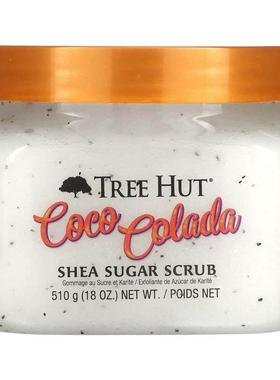 TREE HUT®
Coco Colada
SHEA SUGAR SCRUB
Gommage au Sucre et Karité / Exfoliante de Azúcar de Karité
510 g (18 OZ.) NET WT. / POIDS NET